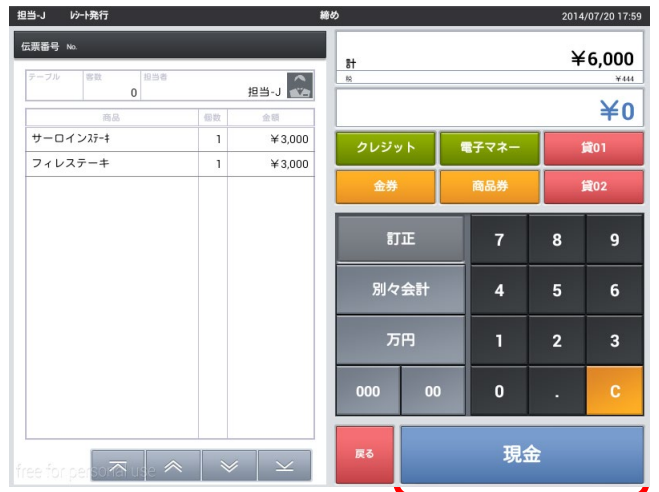 担当-J ﾚｼｰﾄ発行 締め 2014/07/20 17:59
伝票番号 No.
テーブル 客数 0 担当者 担当-J
商品 個数 金額
サーロインｽﾃｰｷ 1 ¥3,000
フィレステーキ 1 ¥3,000
計 ¥6,000
税 ¥444
¥0
クレジット 電子マネー 貸01
金券 商品券 貸02
訂正 7 8 9
別々会計 4 5 6
万円 1 2 3
000 00 0 . C
戻る 現金
free for personal use